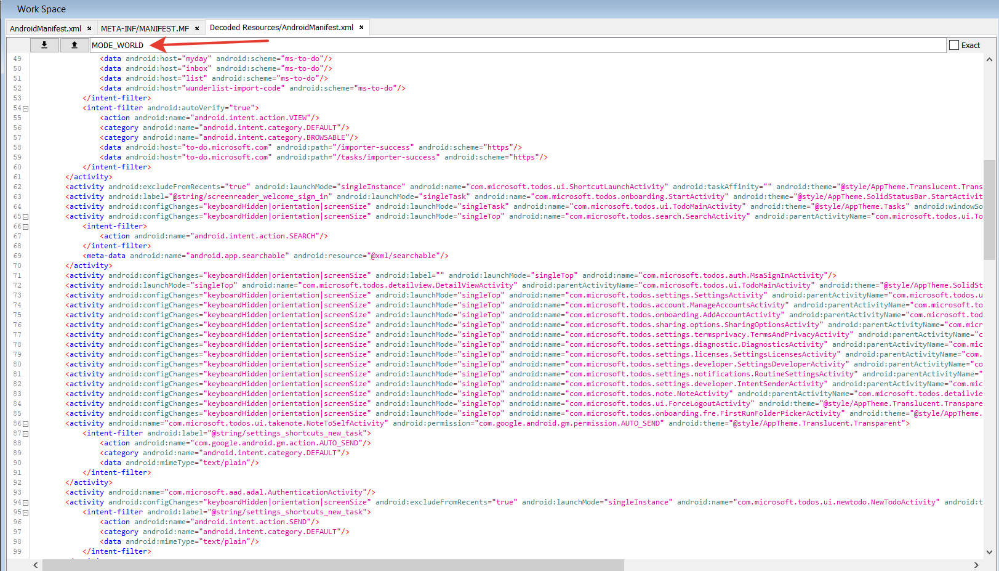 Work Space
AndroidManifest.xml × META-INF/MANIFEST.MF × Decoded Resources/AndroidManifest.xml ×
MODE_WORLD Exact
49 <data android:host="myday" android:scheme="ms-to-do"/>
50 <data android:host="inbox" android:scheme="ms-to-do"/>
51 <data android:host="list" android:scheme="ms-to-do"/>
52 <data android:host="wunderlist-import-code" android:scheme="ms-to-do"/>
53 </intent-filter>
54 <intent-filter android:autoVerify="true">
55 <action android:name="android.intent.action.VIEW"/>
56 <category android:name="android.intent.category.DEFAULT"/>
57 <category android:name="android.intent.category.BROWSABLE"/>
58 <data android:host="to-do.microsoft.com" android:path="/importer-success" android:scheme="https"/>
59 <data android:host="to-do.microsoft.com" android:path="/tasks/importer-success" android:scheme="https"/>
60 </intent-filter>
61 </activity>
62 <activity android:excludeFromRecents="true" android:launchMode="singleInstance" android:name="com.microsoft.todos.ui.ShortcutLaunchActivity" android:taskAffinity="" android:theme="@style/AppTheme.Translucent.Trans
63 <activity android:label="@string/screenreader_welcome_sign_in" android:launchMode="singleTask" android:name="com.microsoft.todos.onboarding.StartActivity" android:theme="@style/AppTheme.SolidStatusBar.StartActivit
64 <activity android:configChanges="keyboardHidden|orientation|screenSize" android:launchMode="singleTask" android:name="com.microsoft.todos.ui.TodoMainActivity" android:theme="@style/AppTheme.Tasks" android:windowSo
65 <activity android:configChanges="keyboardHidden|orientation|screenSize" android:launchMode="singleTop" android:name="com.microsoft.todos.search.SearchActivity" android:parentActivityName="com.microsoft.todos.ui.To
66 <intent-filter>
67 <action android:name="android.intent.action.SEARCH"/>
68 </intent-filter>
69 <meta-data android:name="android.app.searchable" android:resource="@xml/searchable"/>
70 </activity>
71 <activity android:configChanges="keyboardHidden|orientation|screenSize" android:label="" android:launchMode="singleTop" android:name="com.microsoft.todos.auth.MsaSignInActivity"/>
72 <activity android:launchMode="singleTop" android:name="com.microsoft.todos.detailview.DetailViewActivity" android:parentActivityName="com.microsoft.todos.ui.TodoMainActivity" android:theme="@style/AppTheme.SolidSt
73 <activity android:configChanges="keyboardHidden|orientation|screenSize" android:launchMode="singleTop" android:name="com.microsoft.todos.settings.SettingsActivity" android:parentActivityName="com.microsoft.todos.u
74 <activity android:configChanges="keyboardHidden|orientation|screenSize" android:launchMode="singleTop" android:name="com.microsoft.todos.account.ManageAccountsActivity" android:parentActivityName="com.microsoft.to
75 <activity android:configChanges="keyboardHidden|orientation|screenSize" android:launchMode="singleTop" android:name="com.microsoft.todos.onboarding.AddAccountActivity" android:parentActivityName="com.microsoft.tod
76 <activity android:configChanges="keyboardHidden|orientation|screenSize" android:launchMode="singleTop" android:name="com.microsoft.todos.sharing.options.SharingOptionsActivity" android:parentActivityName="com.micr
77 <activity android:configChanges="keyboardHidden|orientation|screenSize" android:launchMode="singleTop" android:name="com.microsoft.todos.settings.termsprivacy.TermsAndPrivacyActivity" android:parentActivityName="c
78 <activity android:configChanges="keyboardHidden|orientation|screenSize" android:launchMode="singleTop" android:name="com.microsoft.todos.settings.diagnostic.DiagnosticsActivity" android:parentActivityName="com.mic
79 <activity android:configChanges="keyboardHidden|orientation|screenSize" android:launchMode="singleTop" android:name="com.microsoft.todos.settings.licenses.SettingsLicensesActivity" android:parentActivityName="com.
80 <activity android:configChanges="keyboardHidden|orientation|screenSize" android:launchMode="singleTop" android:name="com.microsoft.todos.settings.developer.SettingsDeveloperActivity" android:parentActivityName="co
81 <activity android:configChanges="keyboardHidden|orientation|screenSize" android:launchMode="singleTop" android:name="com.microsoft.todos.settings.notifications.RoutineSettingsActivity" android:parentActivityName="
82 <activity android:configChanges="keyboardHidden|orientation|screenSize" android:launchMode="singleTop" android:name="com.microsoft.todos.settings.developer.IntentSenderActivity" android:parentActivityName="com.mic
83 <activity android:configChanges="keyboardHidden|orientation|screenSize" android:launchMode="singleTop" android:name="com.microsoft.todos.note.NoteActivity" android:parentActivityName="com.microsoft.todos.detailvie
84 <activity android:configChanges="keyboardHidden|orientation|screenSize" android:launchMode="singleTop" android:name="com.microsoft.todos.ui.ForceLogoutActivity" android:theme="@style/AppTheme.Translucent.Transpare
85 <activity android:configChanges="keyboardHidden|orientation|screenSize" android:launchMode="singleTop" android:name="com.microsoft.todos.onboarding.fre.FirstRunFolderPickerActivity" android:theme="@style/AppTheme.
86 <activity android:name="com.microsoft.todos.ui.takenote.NoteToSelfActivity" android:permission="com.google.android.gm.permission.AUTO_SEND" android:theme="@style/AppTheme.Translucent.Transparent">
87 <intent-filter android:label="@string/settings_shortcuts_new_task">
88 <action android:name="com.google.android.gm.action.AUTO_SEND"/>
89 <category android:name="android.intent.category.DEFAULT"/>
90 <data android:mimeType="text/plain"/>
91 </intent-filter>
92 </activity>
93 <activity android:name="com.microsoft.aad.adal.AuthenticationActivity"/>
94 <activity android:configChanges="keyboardHidden|orientation|screenSize" android:excludeFromRecents="true" android:launchMode="singleInstance" android:name="com.microsoft.todos.ui.newtodo.NewTodoActivity" android:t
95 <intent-filter android:label="@string/settings_shortcuts_new_task">
96 <action android:name="android.intent.action.SEND"/>
97 <category android:name="android.intent.category.DEFAULT"/>
98 <data android:mimeType="text/plain"/>
99 </intent-filter>